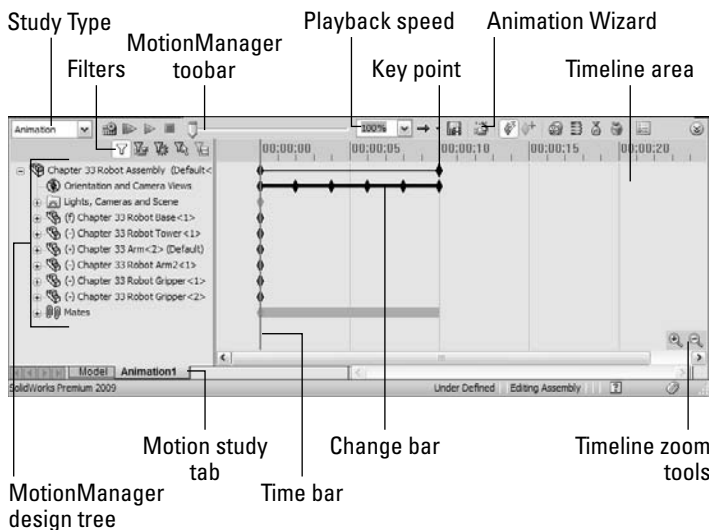 Study Type
Playback speed
Animation Wizard
MotionManager
toobar
Filters
Key point
Timeline area
Animation
100%
00:00:00
00:00:05
00:00:10
00:00:15
00:00:20
Chapter 33 Robot Assembly (Default<
Orientation and Camera Views
Lights, Cameras and Scene
(f) Chapter 33 Robot Base<1>
(-) Chapter 33 Robot Tower<1>
(-) Chapter 33 Arm<2> (Default)
(-) Chapter 33 Robot Arm2<1>
(-) Chapter 33 Robot Gripper<1>
(-) Chapter 33 Robot Gripper<2>
Mates
Model
Animation1
SolidWorks Premium 2009
Under Defined
Editing Assembly
Motion study
tab
Change bar
Timeline zoom
tools
MotionManager
design tree
Time bar